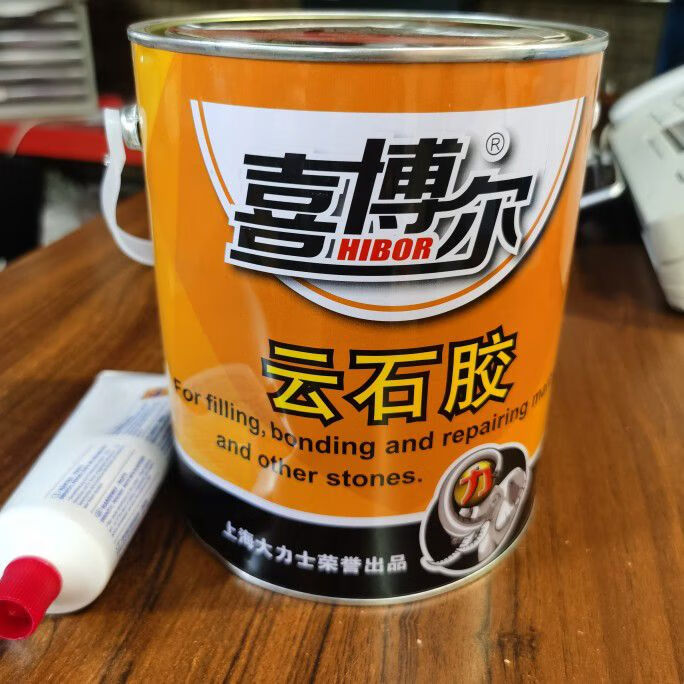 喜博尔®
HIBOR
云石胶
For filling, bonding and repairing
and other stones.
力
上海大力士荣誉出品